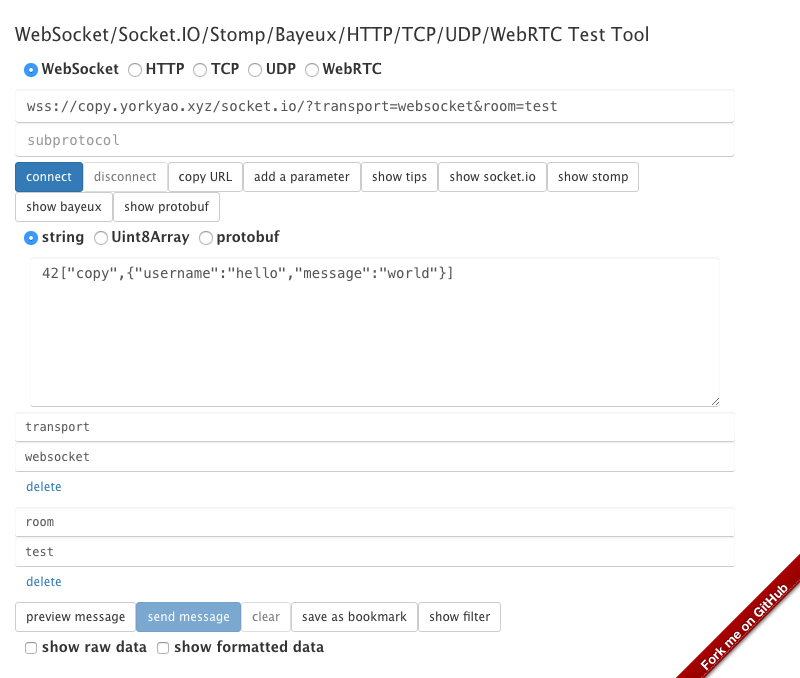 WebSocket/Socket.IO/Stomp/Bayeux/HTTP/TCP/UDP/WebRTC Test Tool
WebSocket HTTP TCP UDP WebRTC
wss://copy.yorkyao.xyz/socket.io/?transport=websocket&room=test
subprotocol
connect disconnect copy URL add a parameter show tips show socket.io show stomp
show bayeux show protobuf
string Uint8Array protobuf
42["copy",{"username":"hello","message":"world"}]
transport
websocket
delete
room
test
delete
preview message send message clear save as bookmark show filter
show raw data show formatted data
Fork me on GitHub